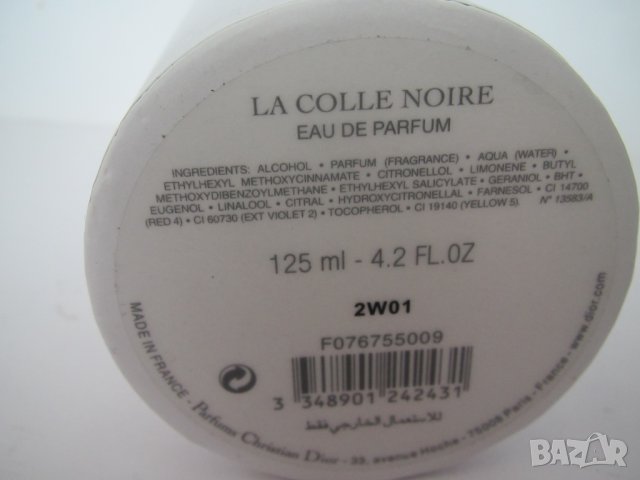 LA COLLE NOIRE
EAU DE PARFUM
INGREDIENTS: ALCOHOL • PARFUM (FRAGRANCE) • AQUA (WATER) •
ETHYLHEXYL METHOXYCINNAMATE • CITRONELLOL • LIMONENE • BUTYL
METHOXYDIBENZOYLMETHANE • ETHYLHEXYL SALICYLATE • GERANIOL • BHT •
EUGENOL • LINALOOL • CITRAL • HYDROXYCITRONELLAL • FARNESOL • CI 14700
(RED 4) • CI 60730 (EXT VIOLET 2) • TOCOPHEROL • CI 19140 (YELLOW 5) N° 13583/A
125 ml - 4.2 FL.OZ
2W01
F076755009
3 348901 242431
للاستعمال الخارجي فقط
MADE IN FRANCE - Parfums Christian Dior - 33, avenue Hoche - 75008 Paris - France - www.dior.com
BAZAR